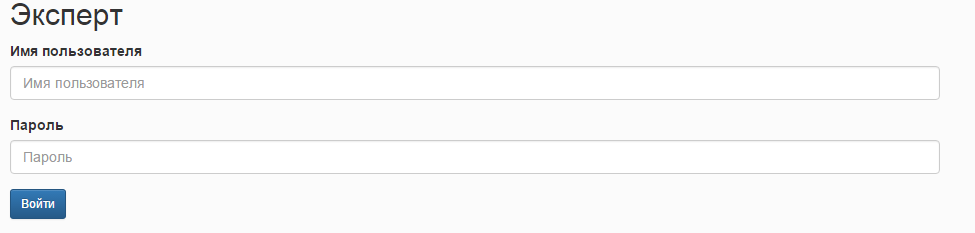 Эксперт
Имя пользователя
Имя пользователя
Пароль
Пароль
Войти